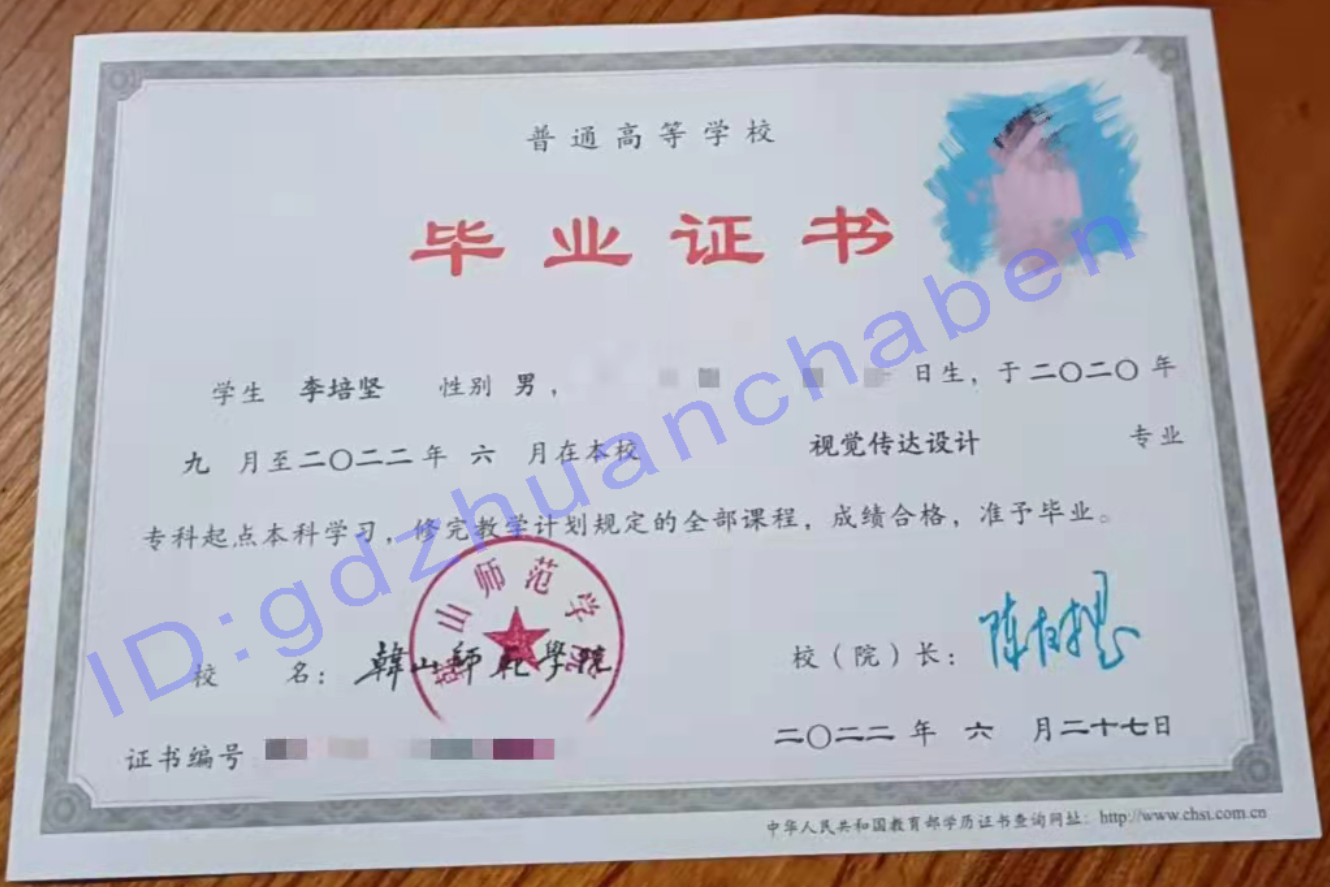 普通高等学校
毕业证书
学生 李培坚 性别 男， 日生，于二〇二〇年
九 月至二〇二二年 六 月在本校 视觉传达设计 专业
专科起点本科学习，修完教学计划规定的全部课程，成绩合格，准予毕业。
山师范学
校 名： 韓山師範學院
校（院）长：
证书编号
二〇二二年 六 月二十七日
中华人民共和国教育部学历证书查询网址：http://www.chsi.com.cn
ID:gdzhuanchaben